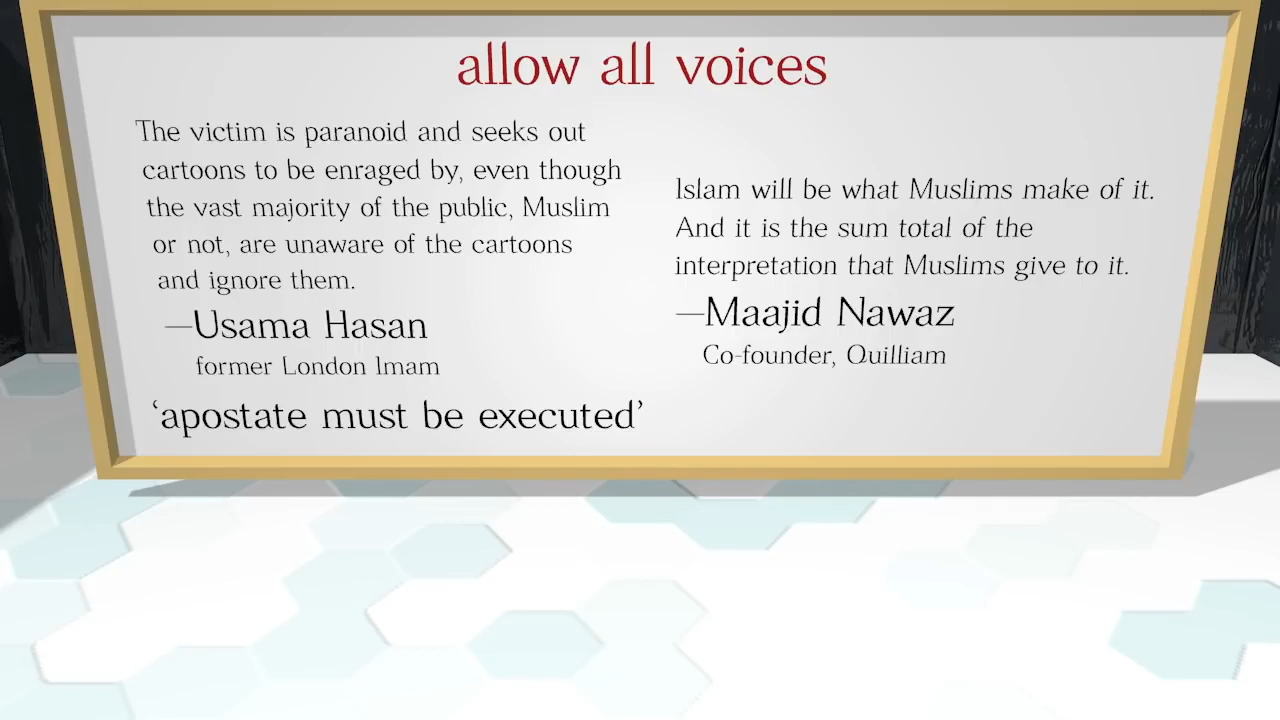 allow all voices
The victim is paranoid and seeks out
cartoons to be enraged by, even though
the vast majority of the public, Muslim
or not, are unaware of the cartoons
and ignore them.
—Usama Hasan
former London Imam
‘apostate must be executed’
Islam will be what Muslims make of it.
And it is the sum total of the
interpretation that Muslims give to it.
—Maajid Nawaz
Co-founder, Quilliam